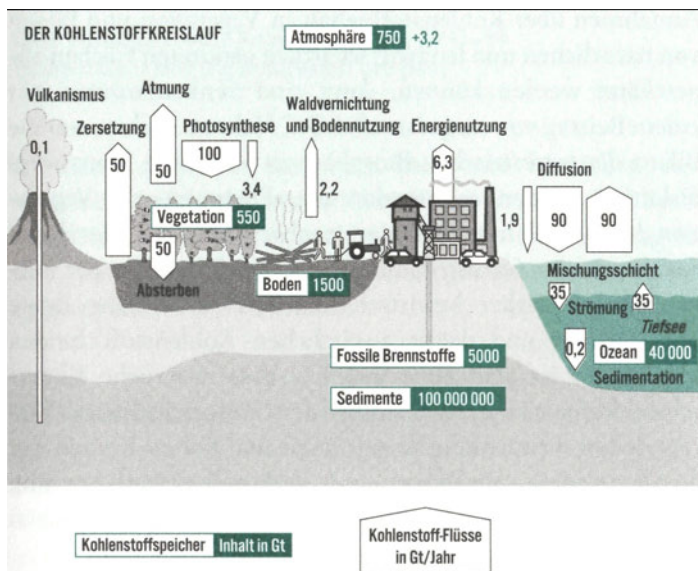 DER KOHLENSTOFFKREISLAUF
Atmosphäre 750 +3,2
Vulkanismus
0,1
Zersetzung
50
Atmung
50
Photosynthese
100
3,4
Waldvernichtung
und Bodennutzung
2,2
Energienutzung
6,3
Diffusion
1,9
90
90
Vegetation 550
50
Absterben
Boden 1500
Mischungsschicht
35
Strömung
35
Tiefsee
0,2
Ozean 40 000
Sedimentation
Fossile Brennstoffe 5000
Sedimente 100 000 000
Kohlenstoffspeicher Inhalt in Gt
Kohlenstoff-Flüsse
in Gt/Jahr